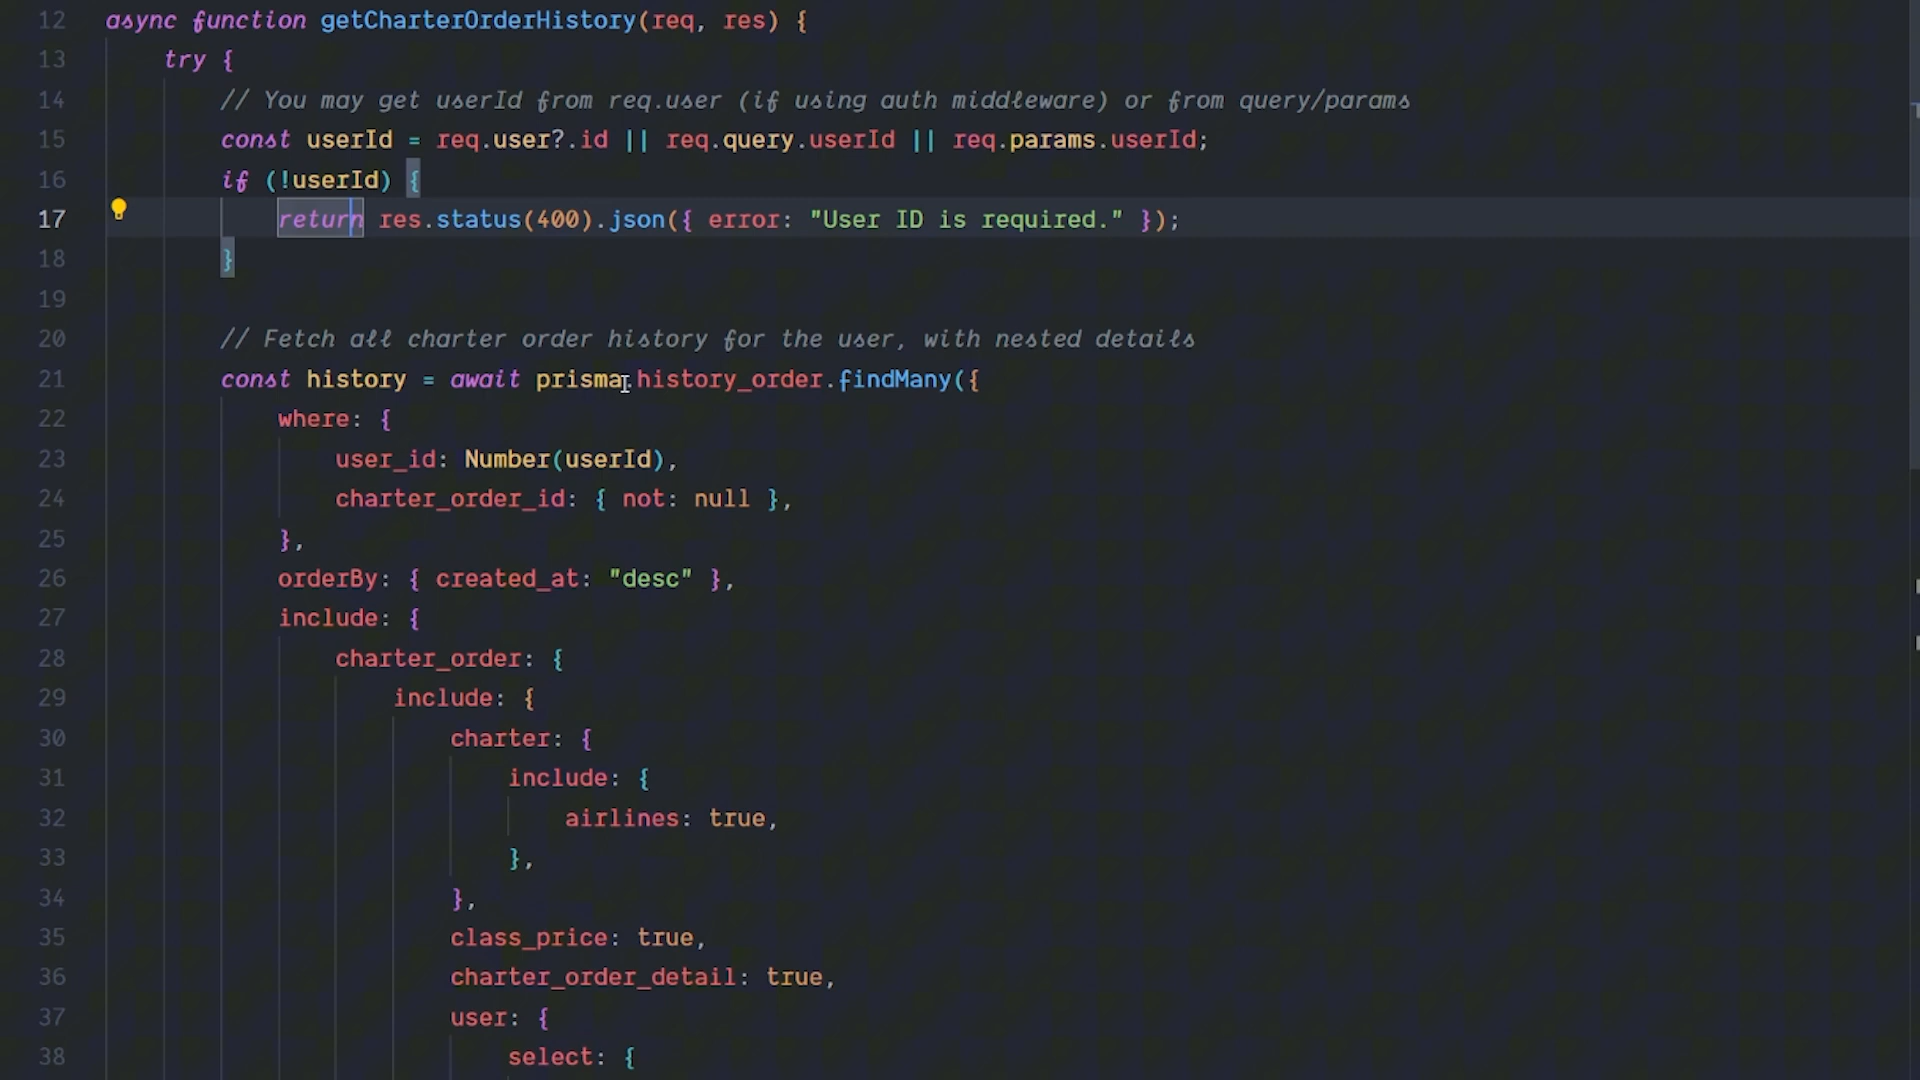 12 async function getCharterOrderHistory(req, res) {
13 try {
14 // You may get userId from req.user (if using auth middleware) or from query/params
15 const userId = req.user?.id || req.query.userId || req.params.userId;
16 if (!userId) {
17 return res.status(400).json({ error: "User ID is required." });
18 }
19
20 // Fetch all charter order history for the user, with nested details
21 const history = await prisma.history_order.findMany({
22 where: {
23 user_id: Number(userId),
24 charter_order_id: { not: null },
25 },
26 orderBy: { created_at: "desc" },
27 include: {
28 charter_order: {
29 include: {
30 charter: {
31 include: {
32 airlines: true,
33 },
34 },
35 class_price: true,
36 charter_order_detail: true,
37 user: {
38 select: {